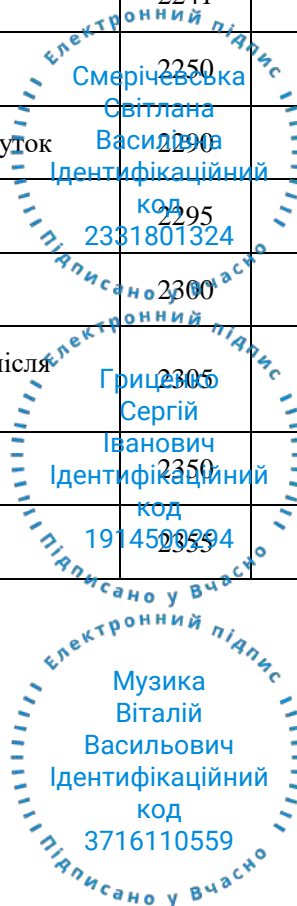 2241
Електронний підпис
2250
Смерічевська
Світлана
уток
2290
Василівна
Ідентифікаційний
код
2295
2331801324
Підписано у Вчасно
2300
Електронний підпис
після
2305
Гриценко
Сергій
Іванович
2350
Ідентифікаційний
код
2355
Підписано у Вчасно
Електронний підпис
Музика
Віталій
Васильович
Ідентифікаційний
код
3716110559
Підписано у Вчасно